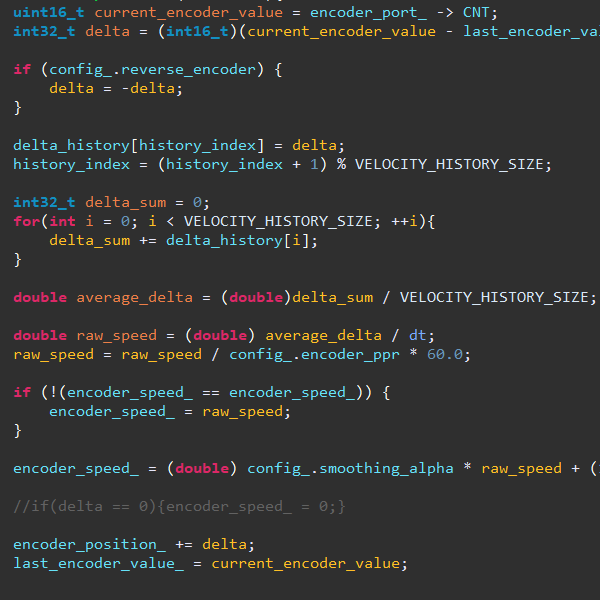 uint16_t current_encoder_value = encoder_port_ -> CNT;
int32_t delta = (int16_t)(current_encoder_value -
if (config_.reverse_encoder) {
delta = -delta;
}
delta_history[history_index] = delta;
history_index = (history_index + 1) % VELOCITY_HISTORY_SIZE;
int32_t delta_sum = 0;
for(int i = 0; i < VELOCITY_HISTORY_SIZE; ++i){
delta_sum += delta_history[i];
}
double average_delta = (double)delta_sum / VELOCITY_HISTORY_SIZE;
double raw_speed = (double) average_delta / dt;
raw_speed = raw_speed / config_.encoder_ppr * 60.0;
if (!(encoder_speed_ == encoder_speed_)) {
encoder_speed_ = raw_speed;
}
encoder_speed_ = (double) config_.smoothing_alpha * raw_speed + (
//if(delta == 0){encoder_speed_ = 0;}
encoder_position_ += delta;
last_encoder_value_ = current_encoder_value;